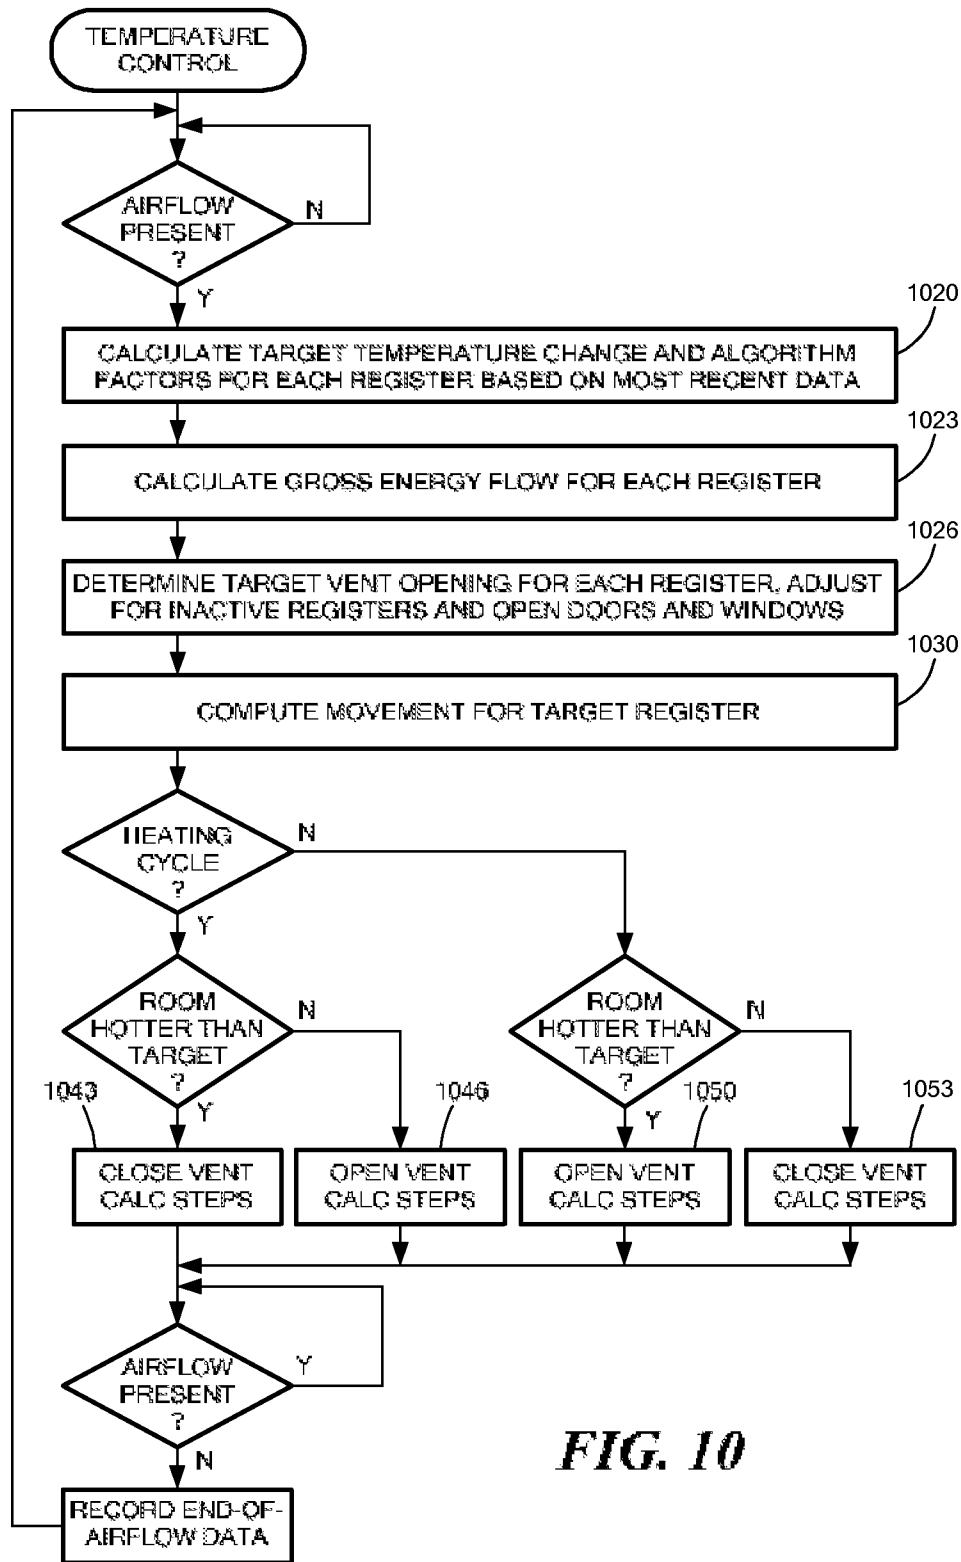 TEMPERATURE
CONTROL
AIRFLOW
PRESENT
?
N
Y
1020
CALCULATE TARGET TEMPERATURE CHANGE AND ALGORITHM
FACTORS FOR EACH REGISTER BASED ON MOST RECENT DATA
1023
CALCULATE GROSS ENERGY FLOW FOR EACH REGISTER
1026
DETERMINE TARGET VENT OPENING FOR EACH REGISTER, ADJUST
FOR INACTIVE REGISTERS AND OPEN DOORS AND WINDOWS
1030
COMPUTE MOVEMENT FOR TARGET REGISTER
HEATING
CYCLE
?
N
Y
ROOM
HOTTER THAN
TARGET
?
N
Y
ROOM
HOTTER THAN
TARGET
?
N
Y
1043
CLOSE VENT
CALC STEPS
1046
OPEN VENT
CALC STEPS
1050
OPEN VENT
CALC STEPS
1053
CLOSE VENT
CALC STEPS
AIRFLOW
PRESENT
?
Y
N
RECORD END-OF-
AIRFLOW DATA
FIG. 10